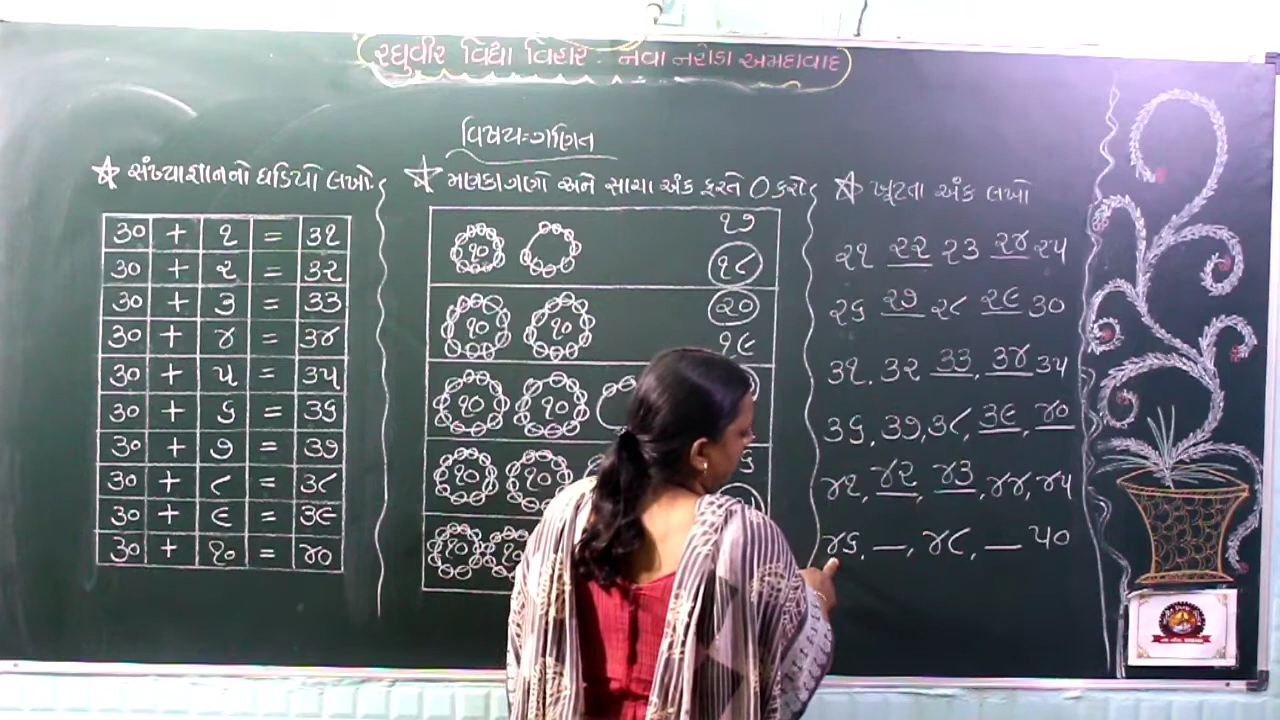 રઘુવીર વિદ્યા વિહાર - નવા નરોડા અમદાવાદ
વિષય:-ગણિત
સંખ્યાજ્ઞાનનો ઘડિયો લખો.
૩૦ + ૧ = ૩૧
૩૦ + ૨ = ૩૨
૩૦ + ૩ = ૩૩
૩૦ + ૪ = ૩૪
૩૦ + ૫ = ૩૫
૩૦ + ૬ = ૩૬
૩૦ + ૭ = ૩૭
૩૦ + ૮ = ૩૮
૩૦ + ૯ = ૩૯
૩૦ + ૧૦ = ૪૦
મણકાગણો અને સાચા અંક ફરતે O કરો
૧૭
૧૦ ૧૮
૧૦ ૧૦ ૨૦
૧૯
૧૦ ૧૦
૧૦ ૧૦
૧૦ ૧૦
ખૂટતા અંક લખો
૨૧ ૨૨ ૨૩ ૨૪ ૨૫
૨૬ ૨૭ ૨૮ ૨૯ ૩૦
૩૧, ૩૨ ૩૩, ૩૪ ૩૫
૩૬, ૩૭, ૩૮, ૩૯, ૪૦
૪૧, ૪૨, ૪૩, ૪૪, ૪૫
૪૬, __, ૪૮, __ ૫૦